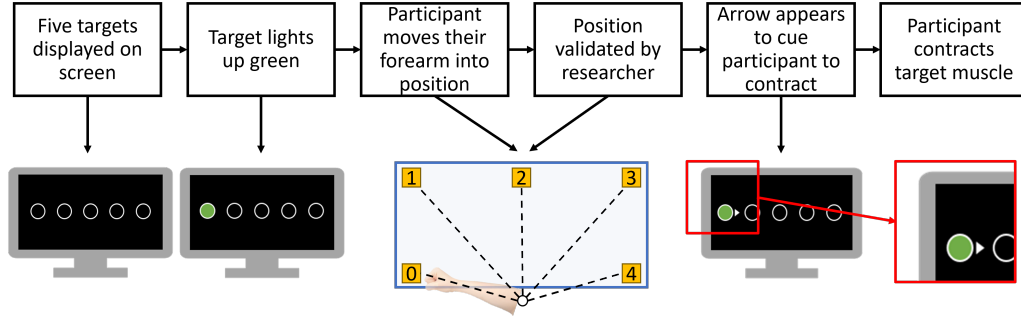 Five targets
displayed on
screen
Target lights
up green
Participant
moves their
forearm into
position
Position
validated by
researcher
Arrow appears
to cue
participant to
contract
Participant
contracts
target muscle
1
2
3
0
4